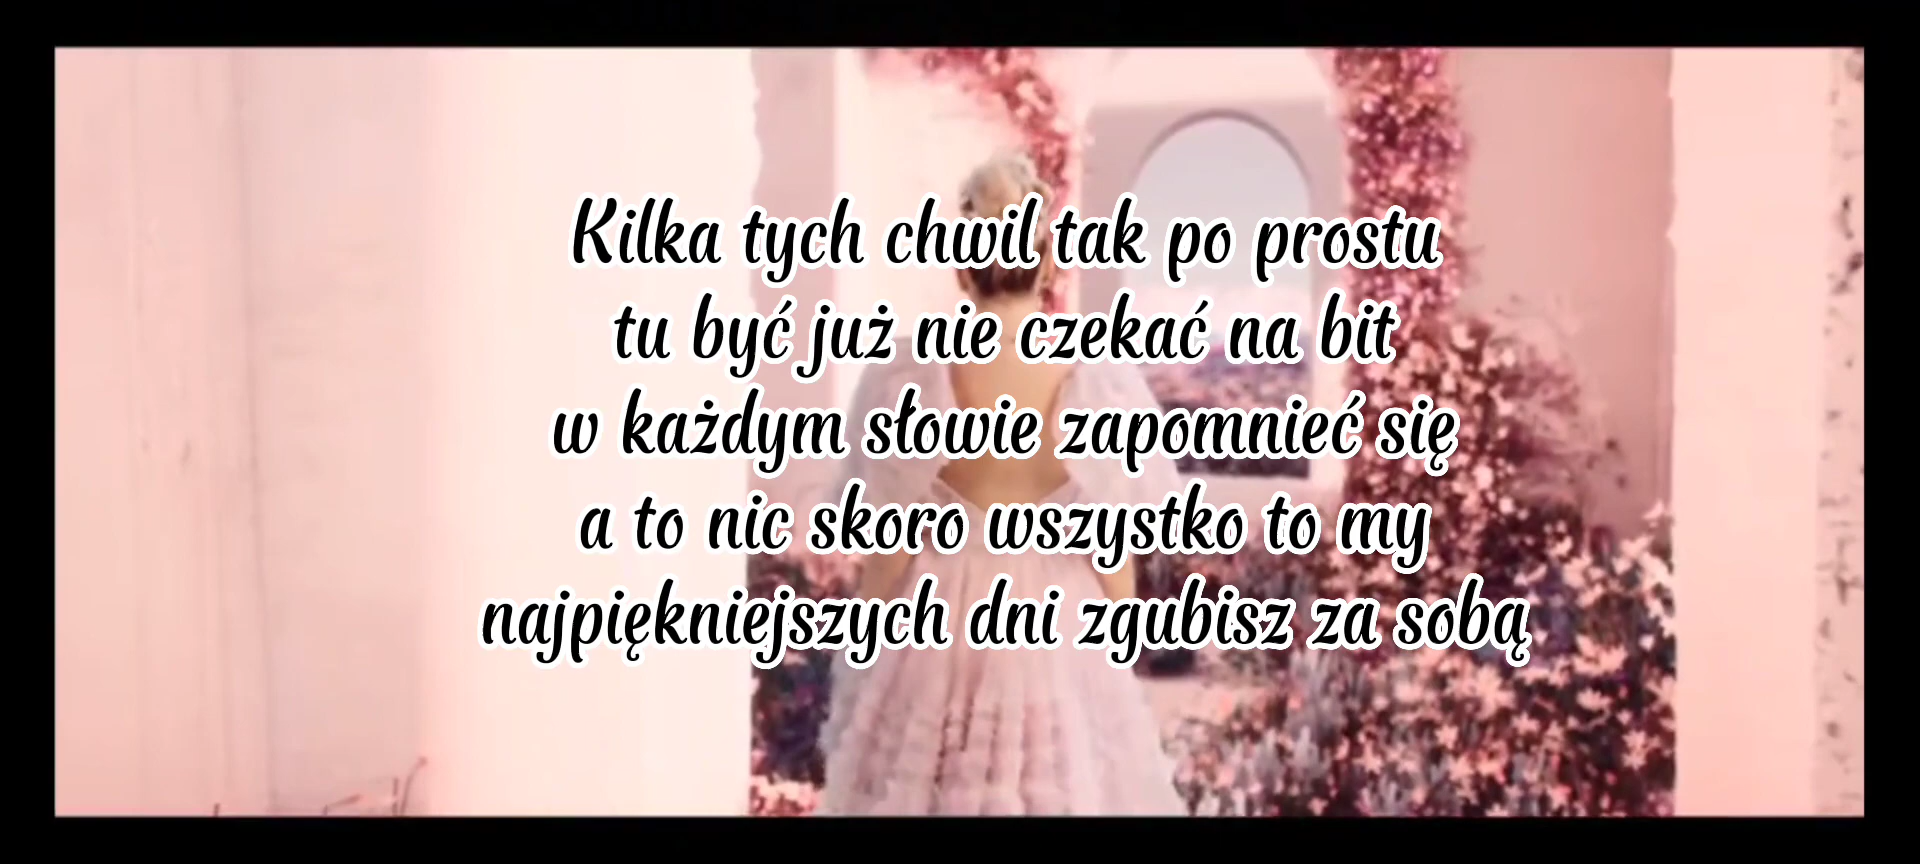 Kilka tych chwil tak po prostu
tu być już nie czekać na bit
w każdym słowie zapomnieć się
a to nic skoro wszystko to my
najpiękniejszych dni zgubisz za sobą